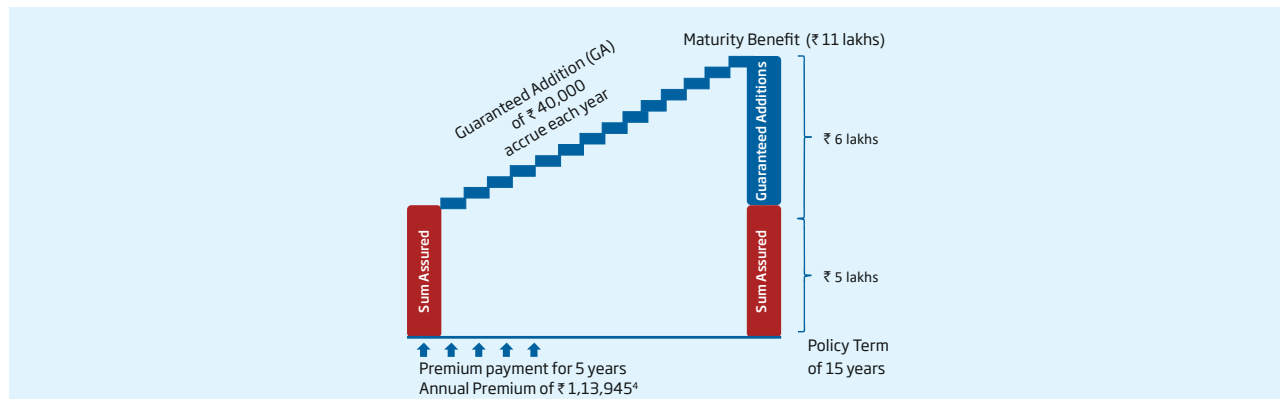 Maturity Benefit (₹ 11 lakhs)
Guaranteed Addition (GA)
of ₹ 40,000
accrue each year
Guaranteed Additions
₹ 6 lakhs
Sum Assured
Sum Assured
₹ 5 lakhs
Policy Term
of 15 years
Premium payment for 5 years
Annual Premium of ₹ 1,13,945⁴